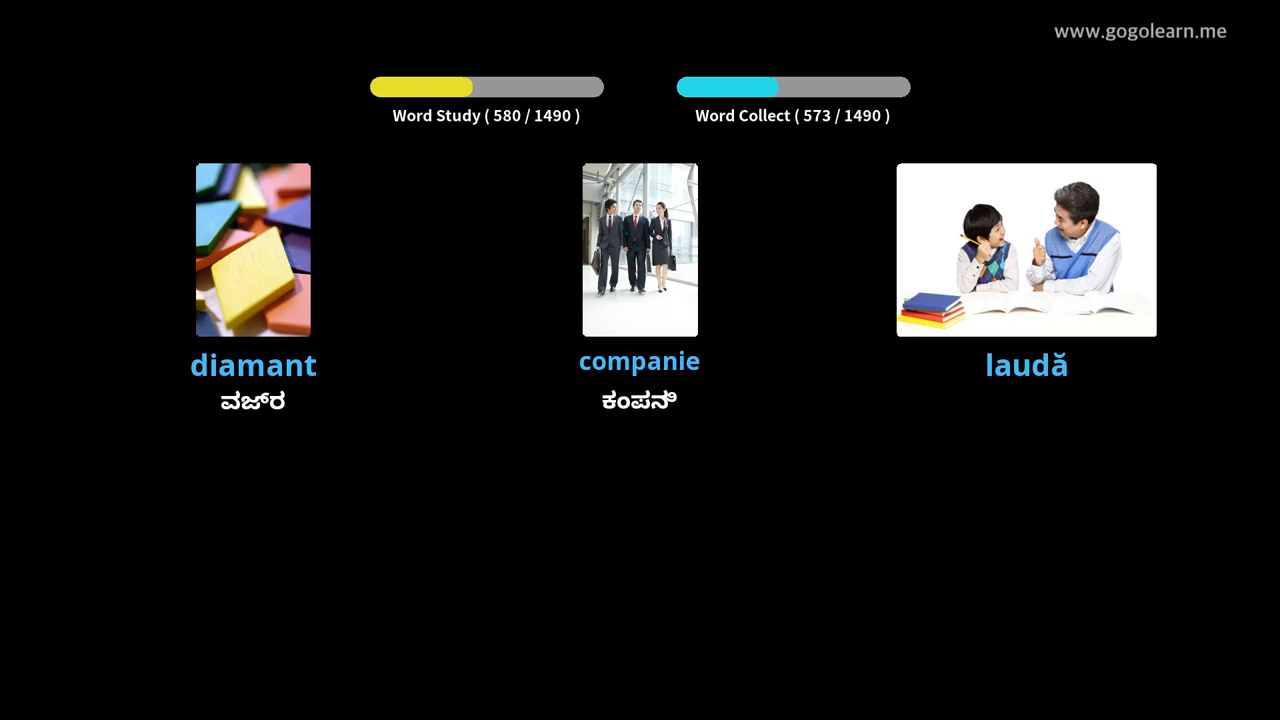 www.gogolearn.me
Word Study ( 580 / 1490 )
Word Collect ( 573 / 1490 )
diamant
companie
laudă
ವಜ್‌ರ
ಕಂಪನಿ